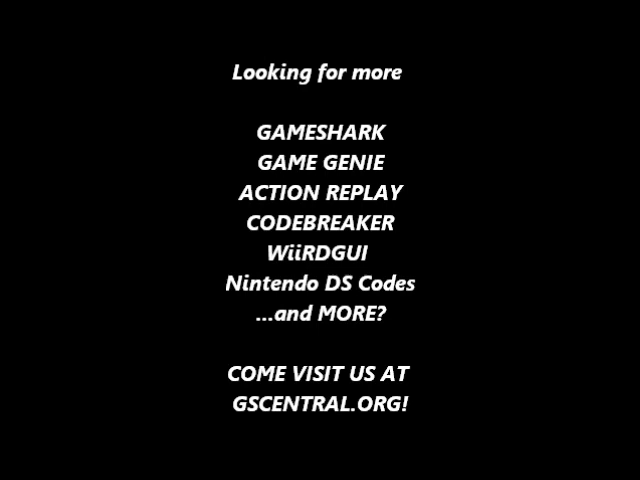 Looking for more
GAMESHARK
GAME GENIE
ACTION REPLAY
CODEBREAKER
WiiRDGUI
Nintendo DS Codes
...and MORE?
COME VISIT US AT
GSCENTRAL.ORG!